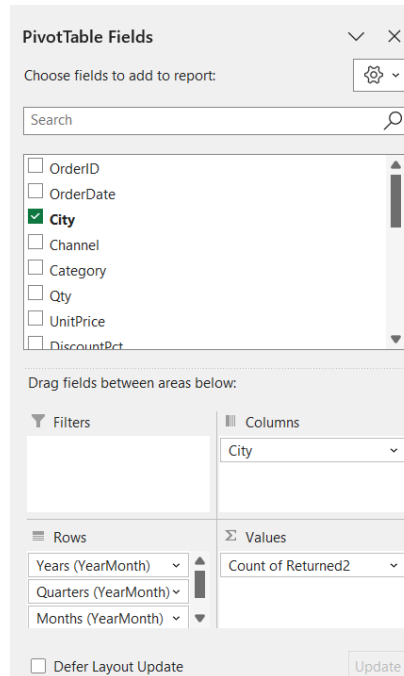 PivotTable Fields
Choose fields to add to report:
Search
OrderID
OrderDate
City
Channel
Category
Qty
UnitPrice
DiscountPct
Drag fields between areas below:
Filters
Columns
City
Rows
Σ Values
Years (YearMonth)
Count of Returned2
Quarters (YearMonth)
Months (YearMonth)
Defer Layout Update
Update